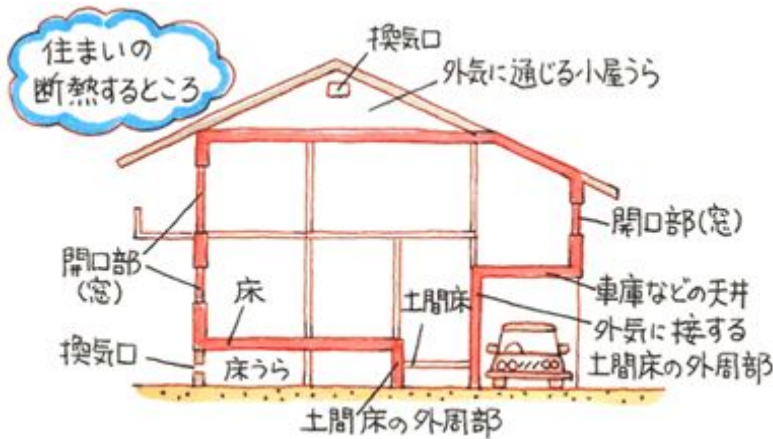 住まいの
断熱するところ
換気口
外気に通じる小屋うら
開口部(窓)
開口部
(窓)
床
土間床
車庫などの天井
外気に接する
土間床の外周部
換気口
床うら
土間床の外周部